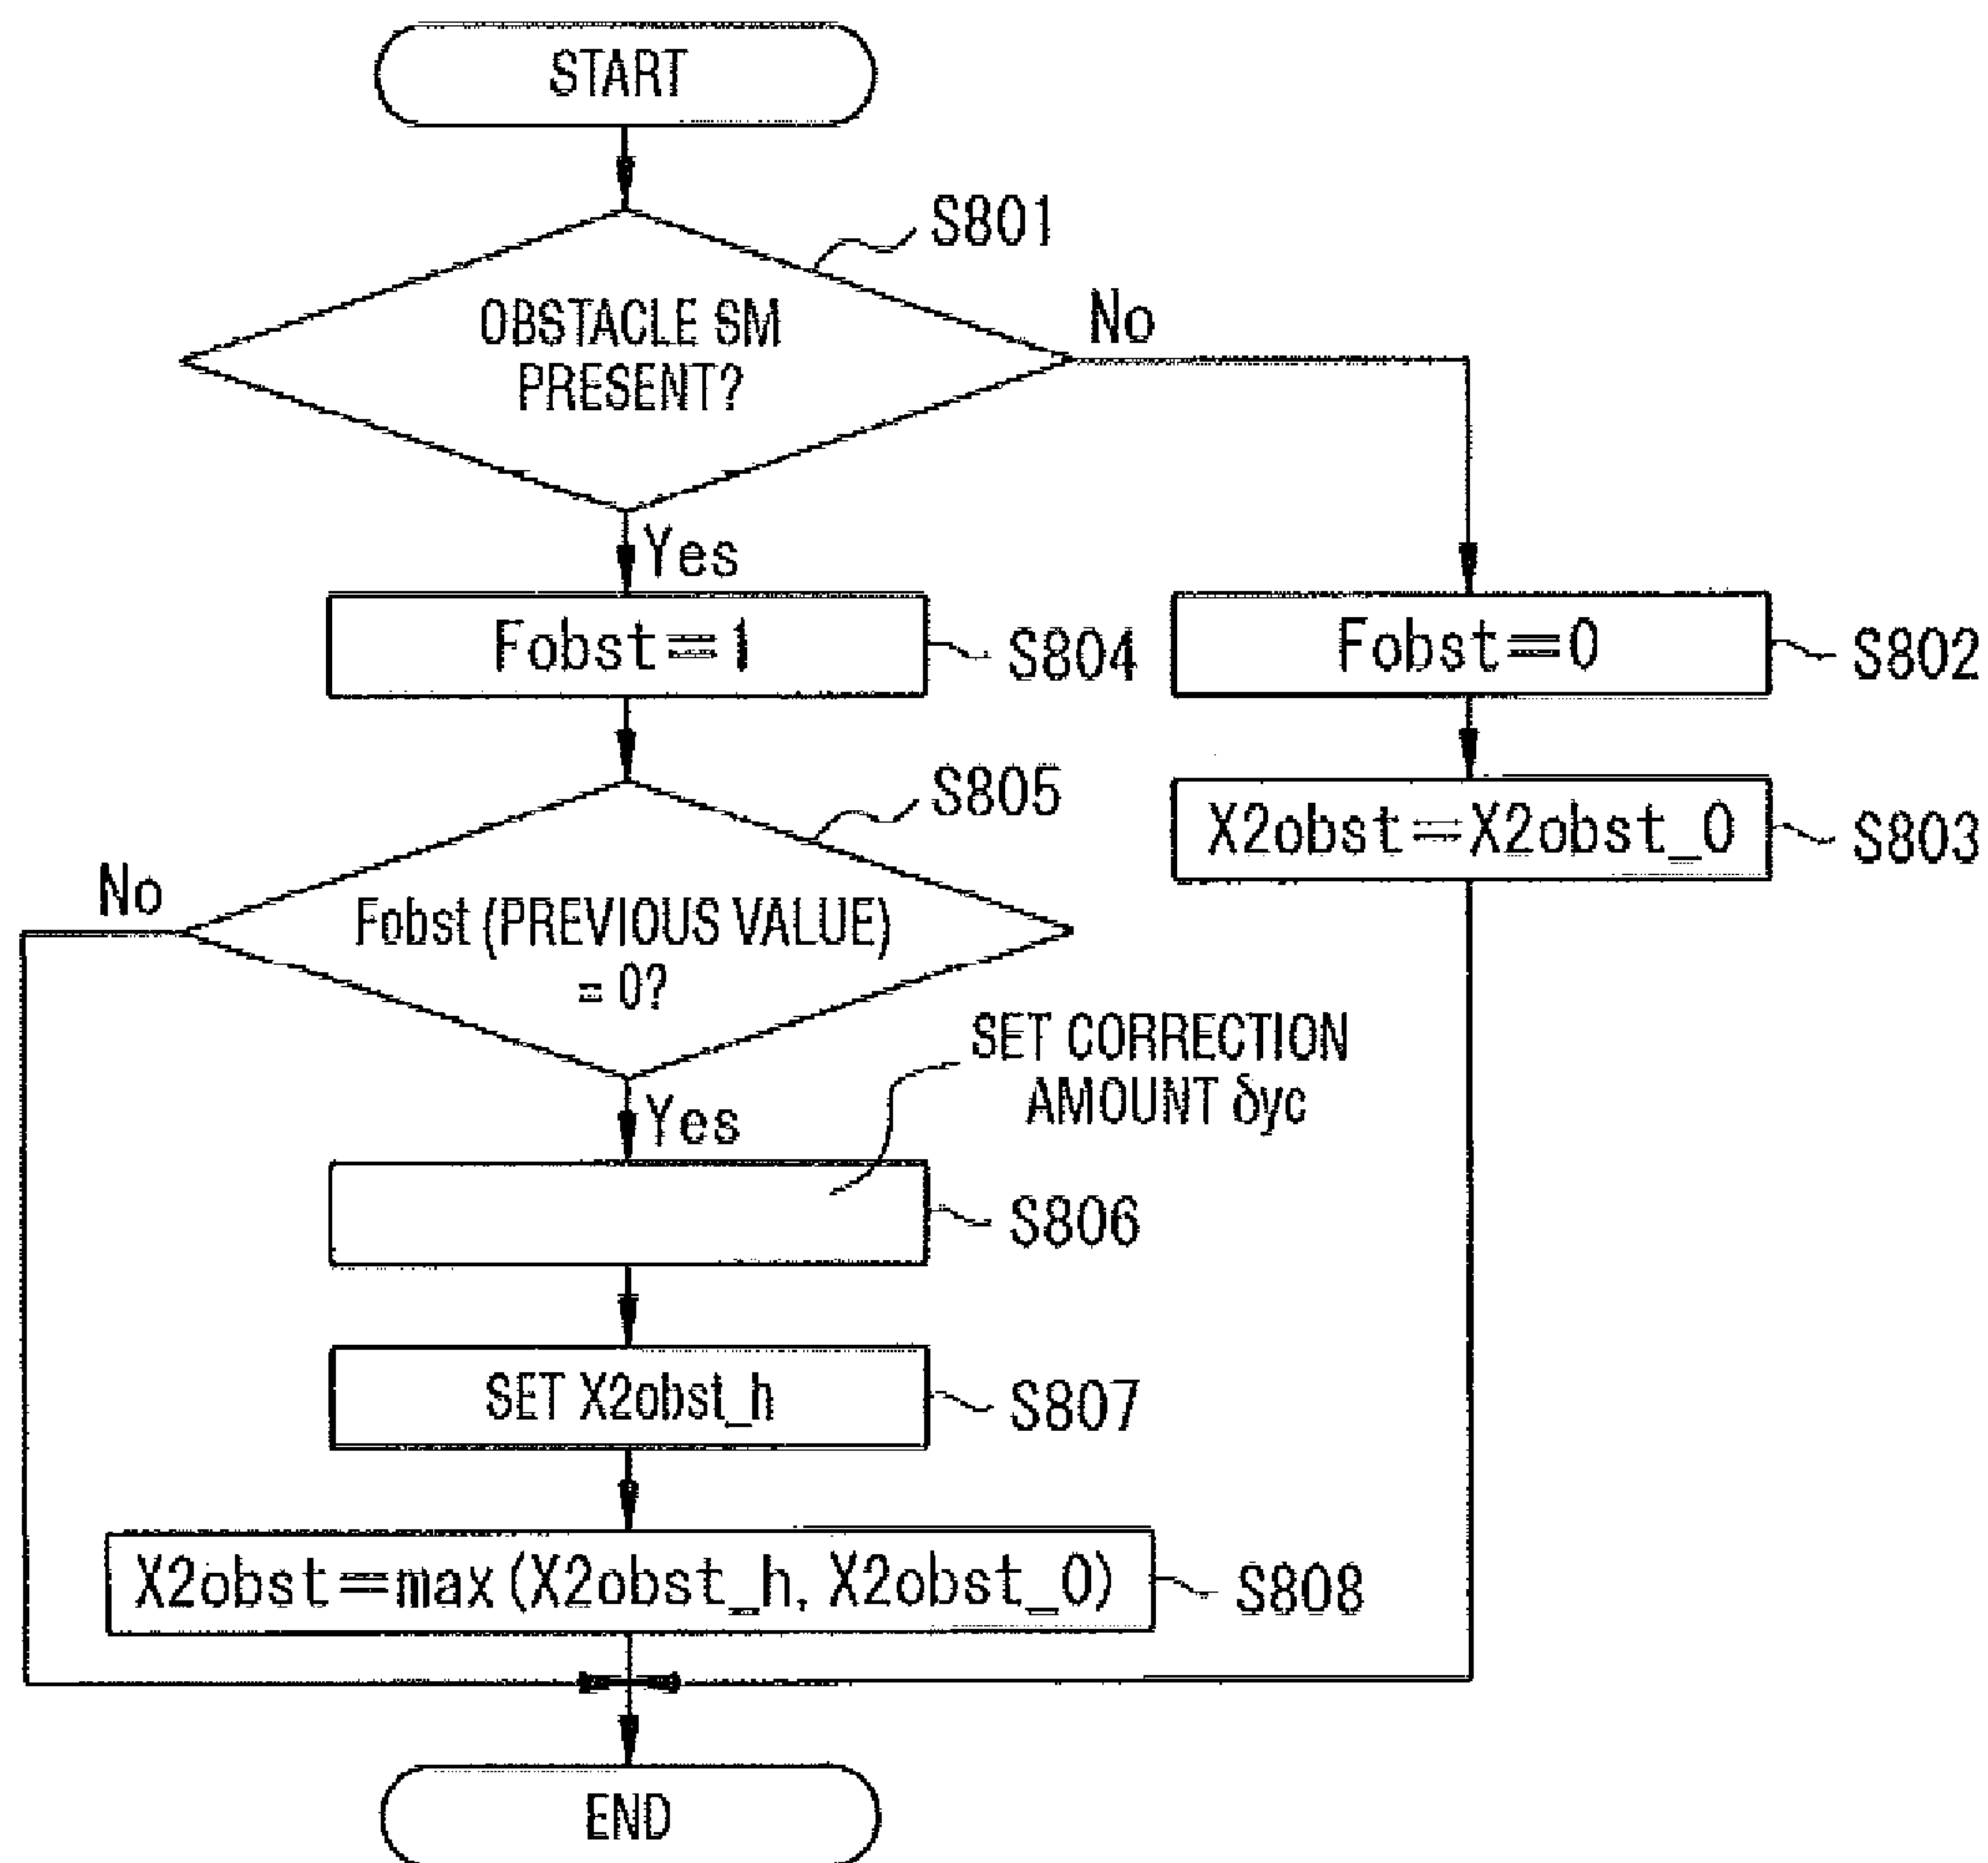 START
S801
OBSTACLE SM
PRESENT?
No
Yes
Fobst=1
S804
Fobst=0
S802
S805
X2obst=X2obst_0
S803
No
Fobst (PREVIOUS VALUE)
= 0?
SET CORRECTION
AMOUNT δyc
Yes
S806
SET X2obst_h
S807
X2obst=max(X2obst_h, X2obst_0)
S808
END